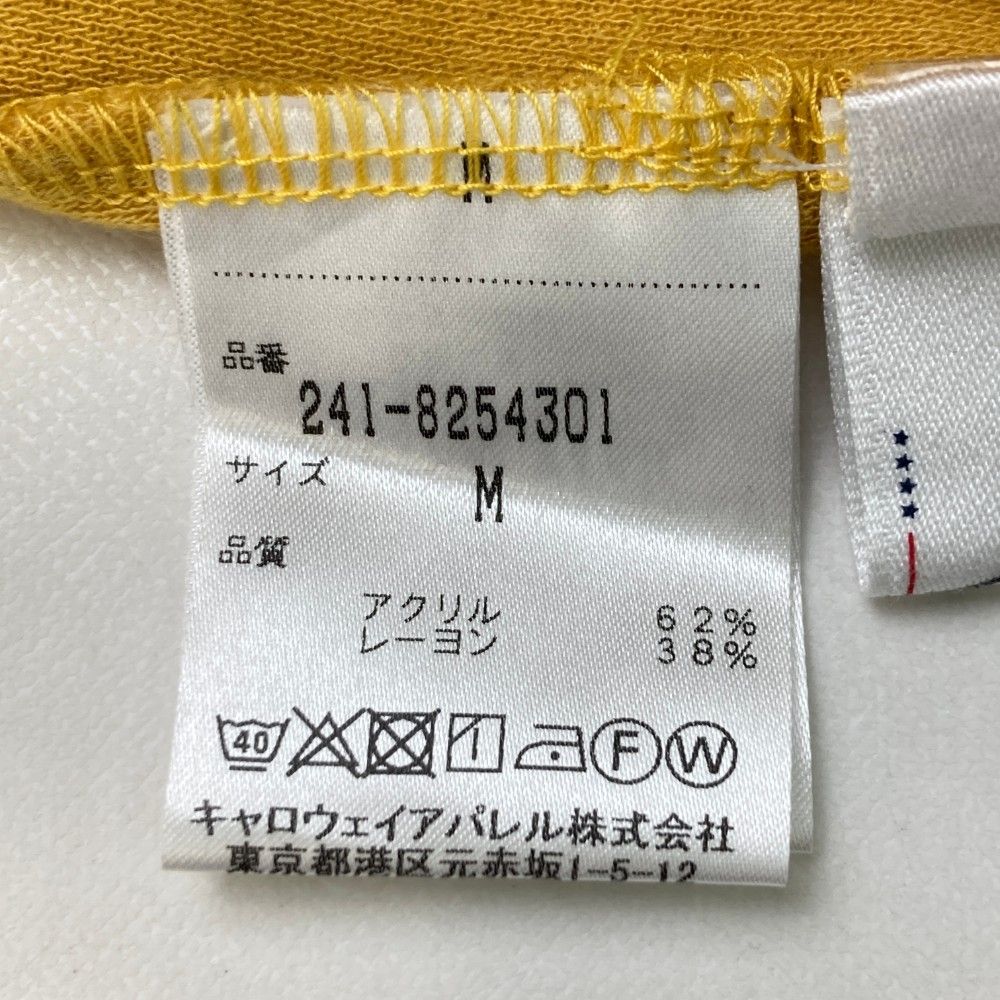 M
品番
241-8254301
サイズ
M
品質
アクリル 62%
レーヨン 38%
40 1 F W
キャロウェイアパレル株式会社
東京都港区元赤坂1-5-12